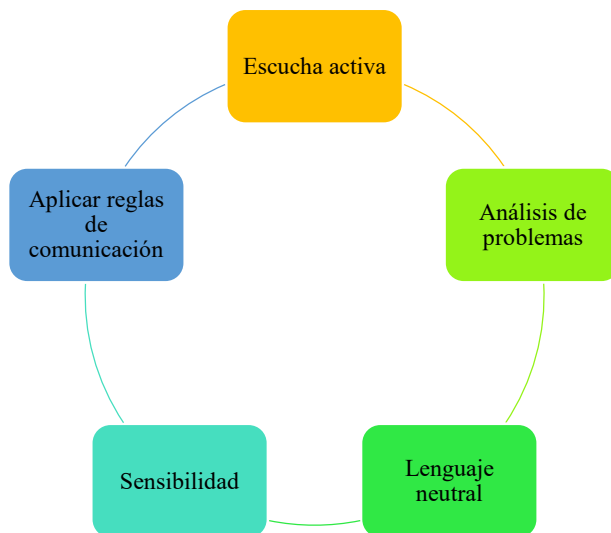 Escucha activa
Análisis de
problemas
Lenguaje
neutral
Sensibilidad
Aplicar reglas
de
comunicación